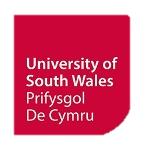 University of
South Wales
Prifysgol
De Cymru